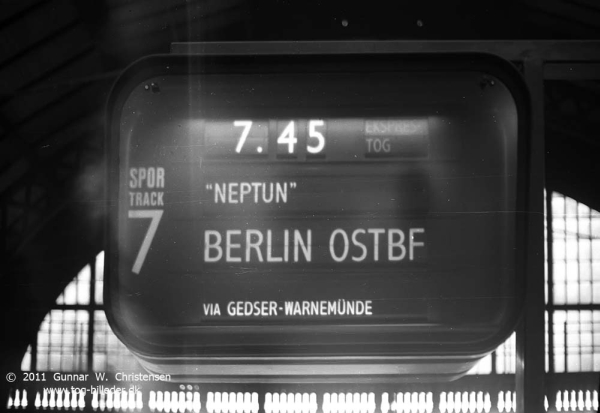 7.45 EKSPRES-
TOG
SPOR
TRACK
7
"NEPTUN"
BERLIN OSTBF
VIA GEDSER-WARNEMÜNDE
© 2011 Gunnar W. Christensen
www.tog-billeder.dk